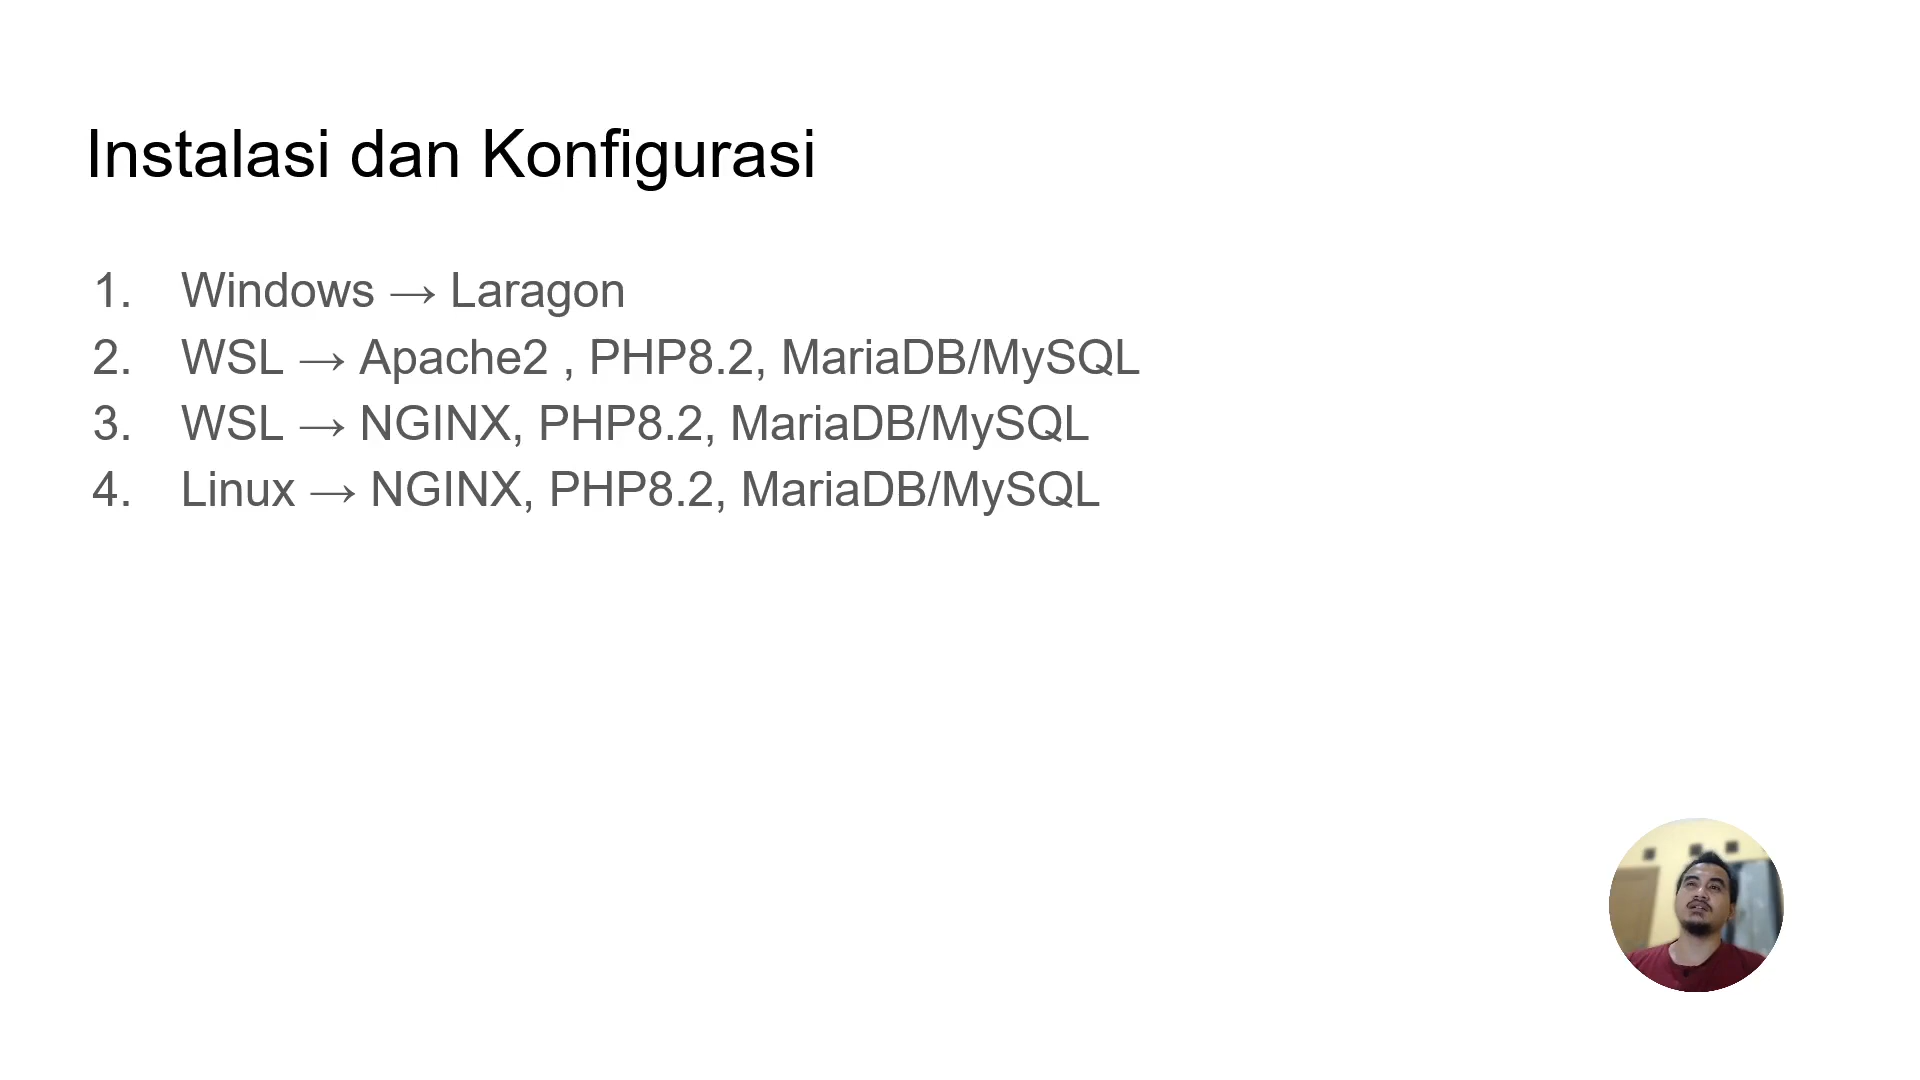 Instalasi dan Konfigurasi
1. Windows → Laragon
2. WSL → Apache2 , PHP8.2, MariaDB/MySQL
3. WSL → NGINX, PHP8.2, MariaDB/MySQL
4. Linux → NGINX, PHP8.2, MariaDB/MySQL